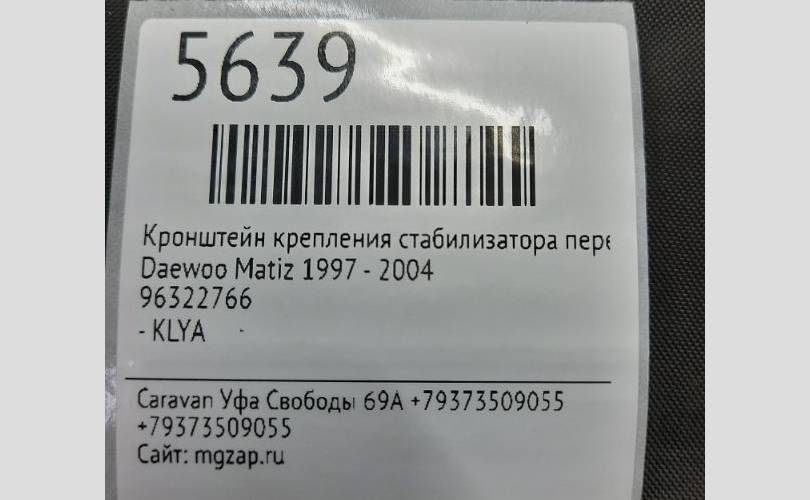 5639
Кронштейн крепления стабилизатора пере
Daewoo Matiz 1997 - 2004
96322766
- KLYA -
Caravan Уфа Свободы 69А +79373509055
+79373509055
Сайт: mgzap.ru